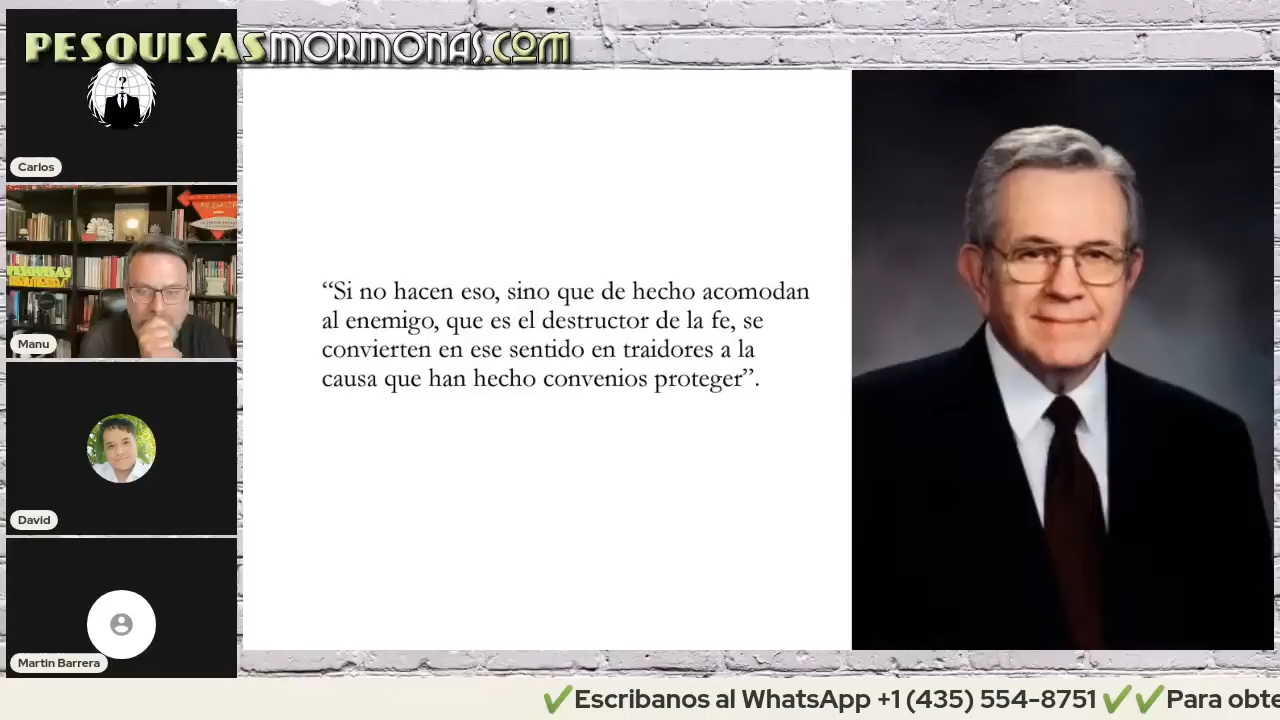 PESQUISASMORMONAS.COM
Carlos
Manu
David
Martin Barrera
“Si no hacen eso, sino que de hecho acomodan
al enemigo, que es el destructor de la fe, se
convierten en ese sentido en traidores a la
causa que han hecho convenios proteger”.
✔Escribanos al WhatsApp +1 (435) 554-8751 ✔✔Para obte